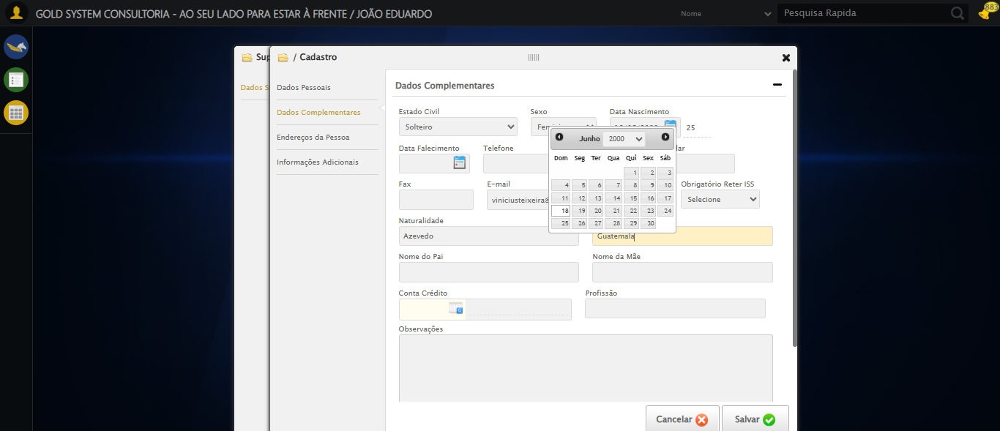 GOLD SYSTEM CONSULTORIA - AO SEU LADO PARA ESTAR À FRENTE / JOÃO EDUARDO
Nome
Pesquisa Rapida
883
Sup
Dados S
/ Cadastro
Dados Pessoais
Dados Complementares
Endereços da Pessoa
Informações Adicionais
Dados Complementares
Estado Civil
Sexo
Data Nascimento
Solteiro
25
Junho 2000
Dom Seg Ter Qua Qui Sex Sáb
1 2 3
4 5 6 7 8 9 10
11 12 13 14 15 16 17
18 19 20 21 22 23 24
25 26 27 28 29 30
Data Falecimento
Telefone
lar
Fax
E-mail
Obrigatório Reter ISS
viniciusteixeira@
Selecione
Naturalidade
Azevedo
Guatemala
Nome do Pai
Nome da Mãe
Conta Crédito
Profissão
Observações
Cancelar
Salvar